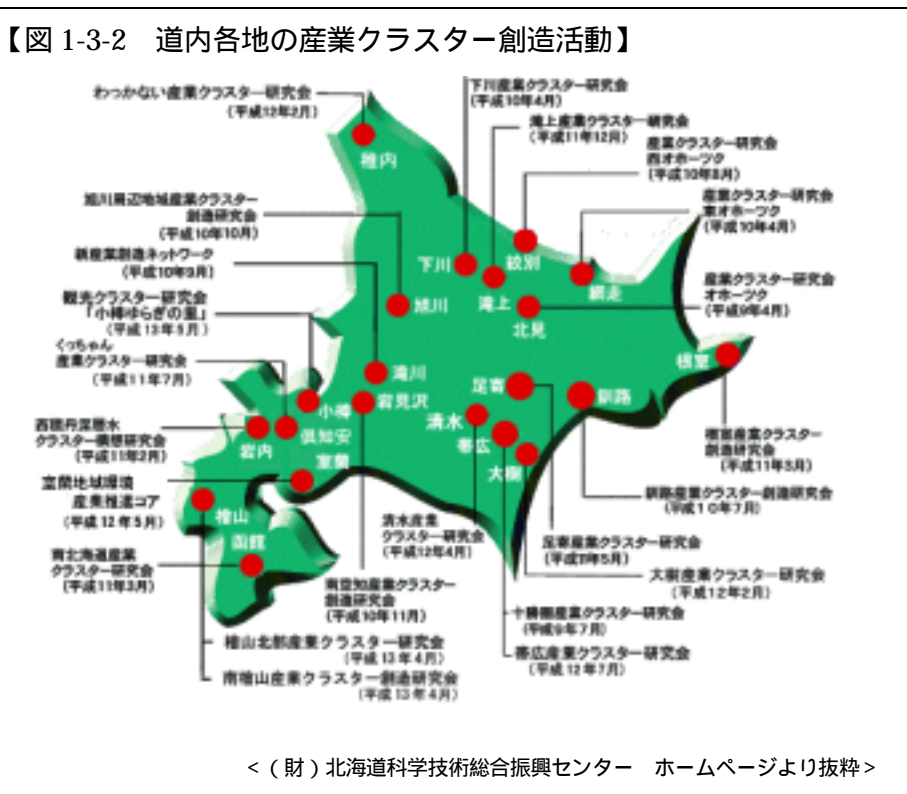 【図 1-3-2　道内各地の産業クラスター創造活動】
わっかない産業クラスター研究会
（平成12年2月）
下川産業クラスター研究会
（平成10年4月）
滝上産業クラスター研究会
（平成11年12月）
産業クラスター研究会
西オホーツク
（平成10年8月）
産業クラスター研究会
東オホーツク
（平成10年4月）
産業クラスター研究会
オホーツク
（平成9年4月）
旭川周辺地域産業クラスター
創造研究会
（平成10年10月）
新産業創造ネットワーク
（平成10年9月）
観光クラスター研究会
「小樽ゆらぎの里」
（平成13年5月）
くっちゃん
産業クラスター研究会
（平成11年7月）
西積丹深層水
クラスター構想研究会
（平成11年2月）
室蘭地域環境
産業推進コア
（平成12年5月）
南北海道産業
クラスター研究会
（平成11年3月）
稚内
下川
紋別
網走
滝上
旭川
北見
根室
滝川
足寄
釧路
小樽
岩見沢
清水
岩内
倶知安
帯広
室蘭
大樹
檜山
函館
根室産業クラスター
創造研究会
（平成11年3月）
釧路産業クラスター創造研究会
（平成10年7月）
清水産業
クラスター研究会
（平成12年4月）
足寄産業クラスター研究会
（平成11年5月）
大樹産業クラスター研究会
（平成12年2月）
南空知産業クラスター
創造研究会
（平成10年11月）
十勝圏産業クラスター研究会
（平成9年7月）
檜山北部産業クラスター研究会
（平成13年4月）
帯広産業クラスター研究会
（平成12年7月）
南檜山産業クラスター創造研究会
（平成13年4月）
＜（財）北海道科学技術総合振興センター　ホームページより抜粋＞